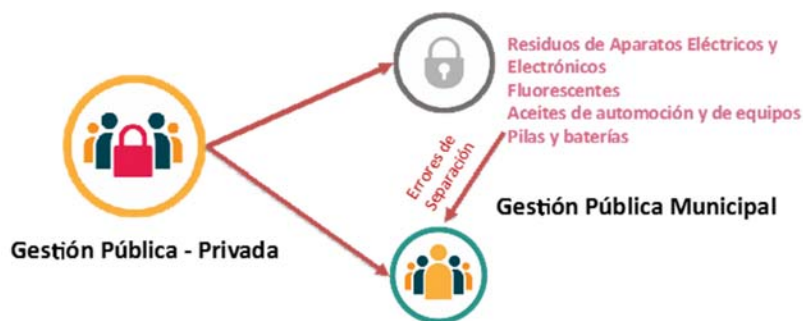 Residuos de Aparatos Eléctricos y
Electrónicos
Fluorescentes
Aceites de automoción y de equipos
Pilas y baterías
Errores de
Separación
Gestión Pública Municipal
Gestión Pública - Privada